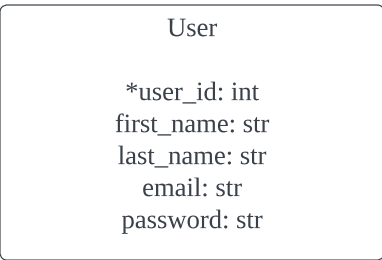 User
*user_id: int
first_name: str
last_name: str
email: str
password: str